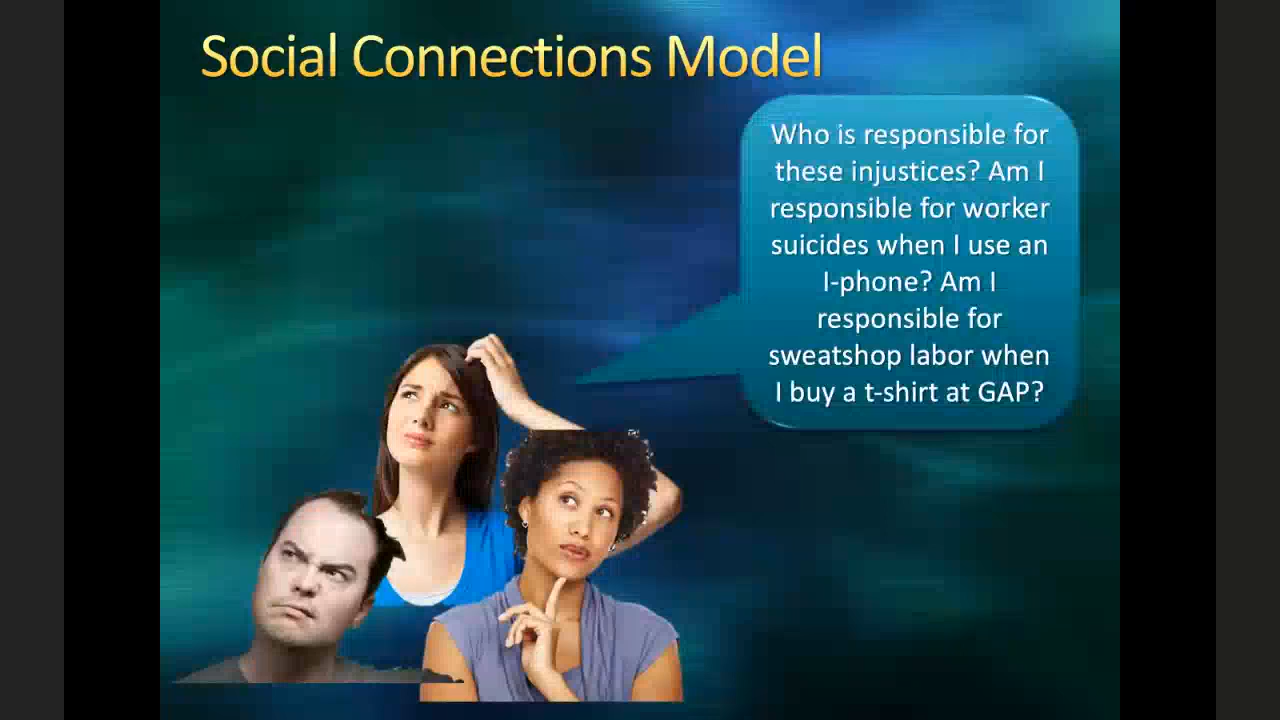 Social Connections Model
Who is responsible for
these injustices? Am I
responsible for worker
suicides when I use an
I-phone? Am I
responsible for
sweatshop labor when
I buy a t-shirt at GAP?